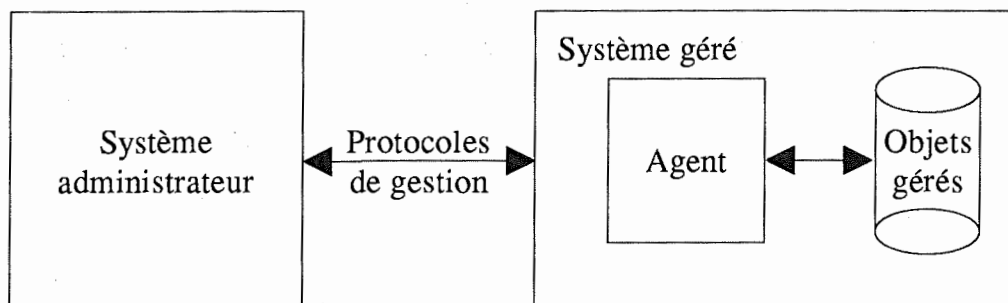 Système géré
Système
administrateur
Protocoles
de gestion
Agent
Objets
gérés